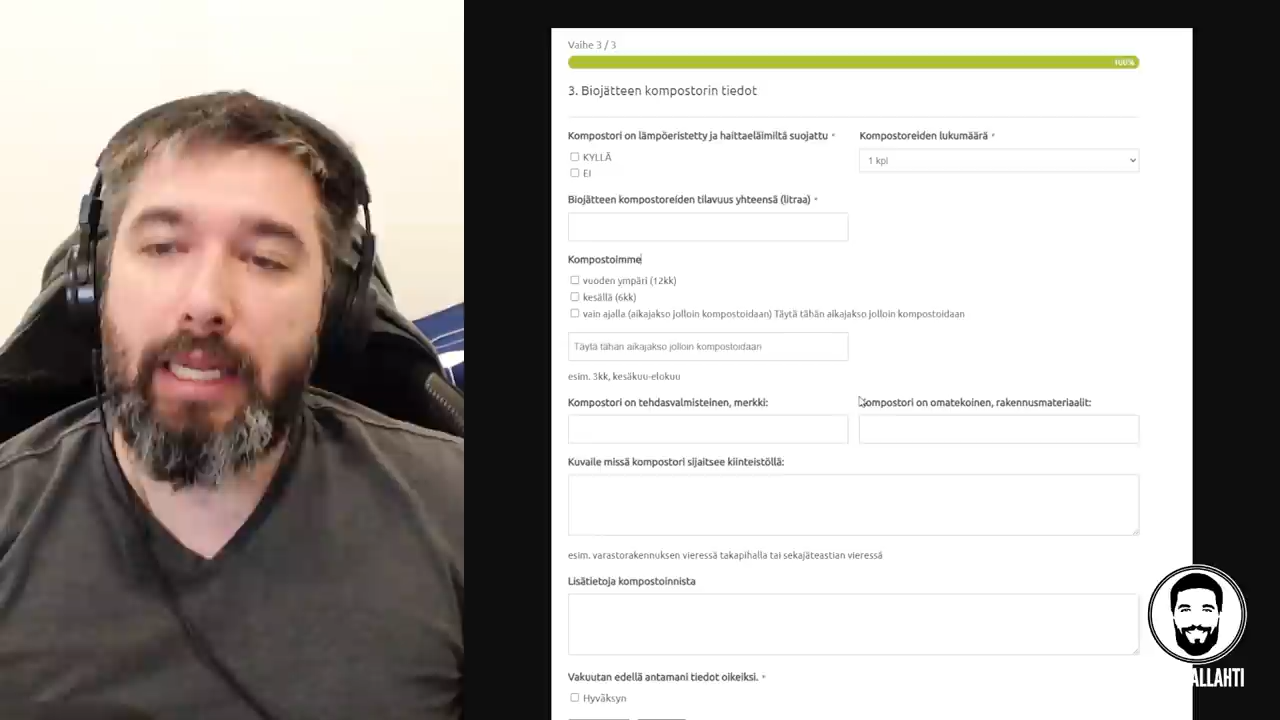 Vaihe 3 / 3
100%
3. Biojätteen kompostorin tiedot
Kompostori on lämpöeristetty ja haittaeläimiltä suojattu *
KYLLÄ
EI
Kompostoreiden lukumäärä *
1 kpl
Biojätteen kompostoreiden tilavuus yhteensä (litraa) *
Kompostoimme
vuoden ympäri (12kk)
kesällä (6kk)
vain ajalla (aikajakso jolloin kompostoidaan) Täytä tähän aikajakso jolloin kompostoidaan
Täytä tähän aikajakso jolloin kompostoidaan
esim. 3kk, kesäkuu-elokuu
Kompostori on tehdasvalmisteinen, merkki:
Kompostori on omatekoinen, rakennusmateriaalit:
Kuvaile missä kompostori sijaitsee kiinteistöllä:
esim. varastorakennuksen vieressä takapihalla tai sekajäteastian vieressä
Lisätietoja kompostoinnista
Vakuutan edellä antamani tiedot oikeiksi. *
Hyväksyn
ALLAHTI